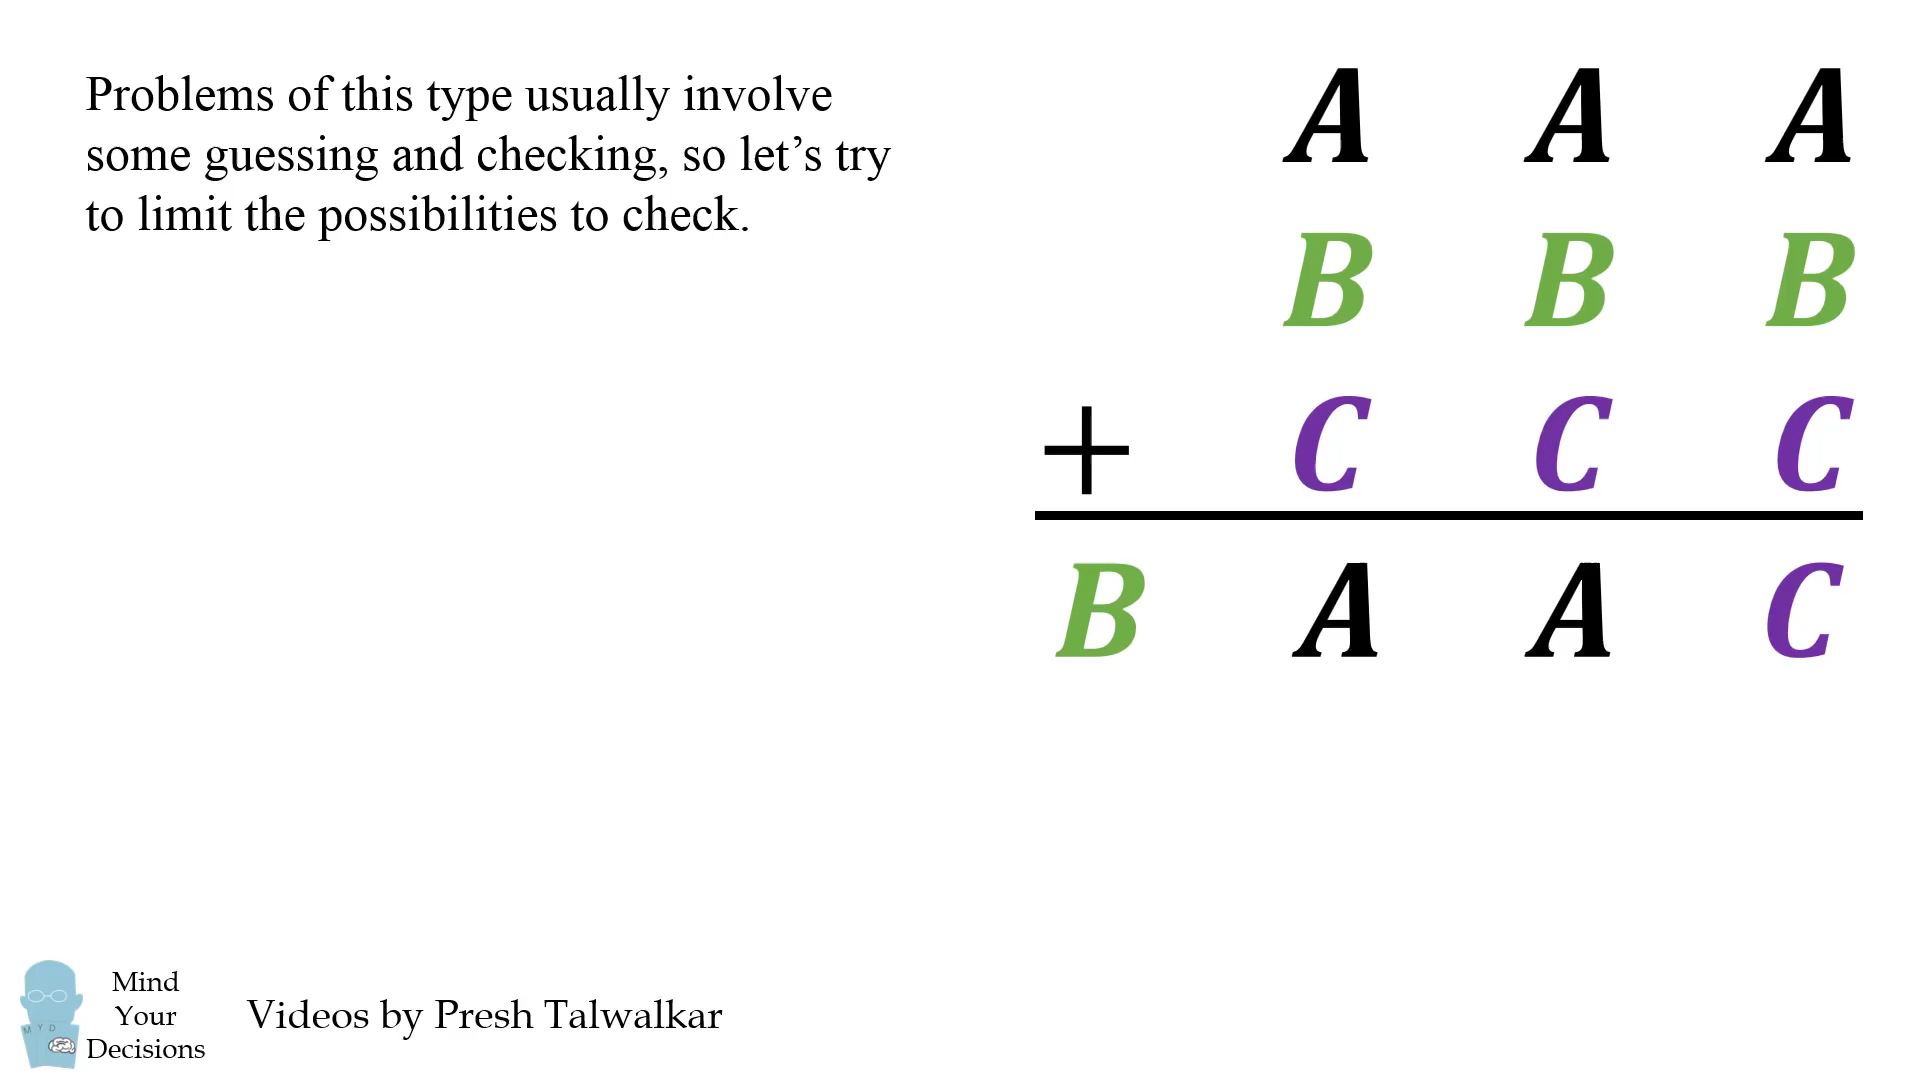 Problems of this type usually involve
some guessing and checking, so let’s try
to limit the possibilities to check.
A A A
B B B
+ C C C
B A A C
M Y D
Mind
Your
Decisions
Videos by Presh Talwalkar